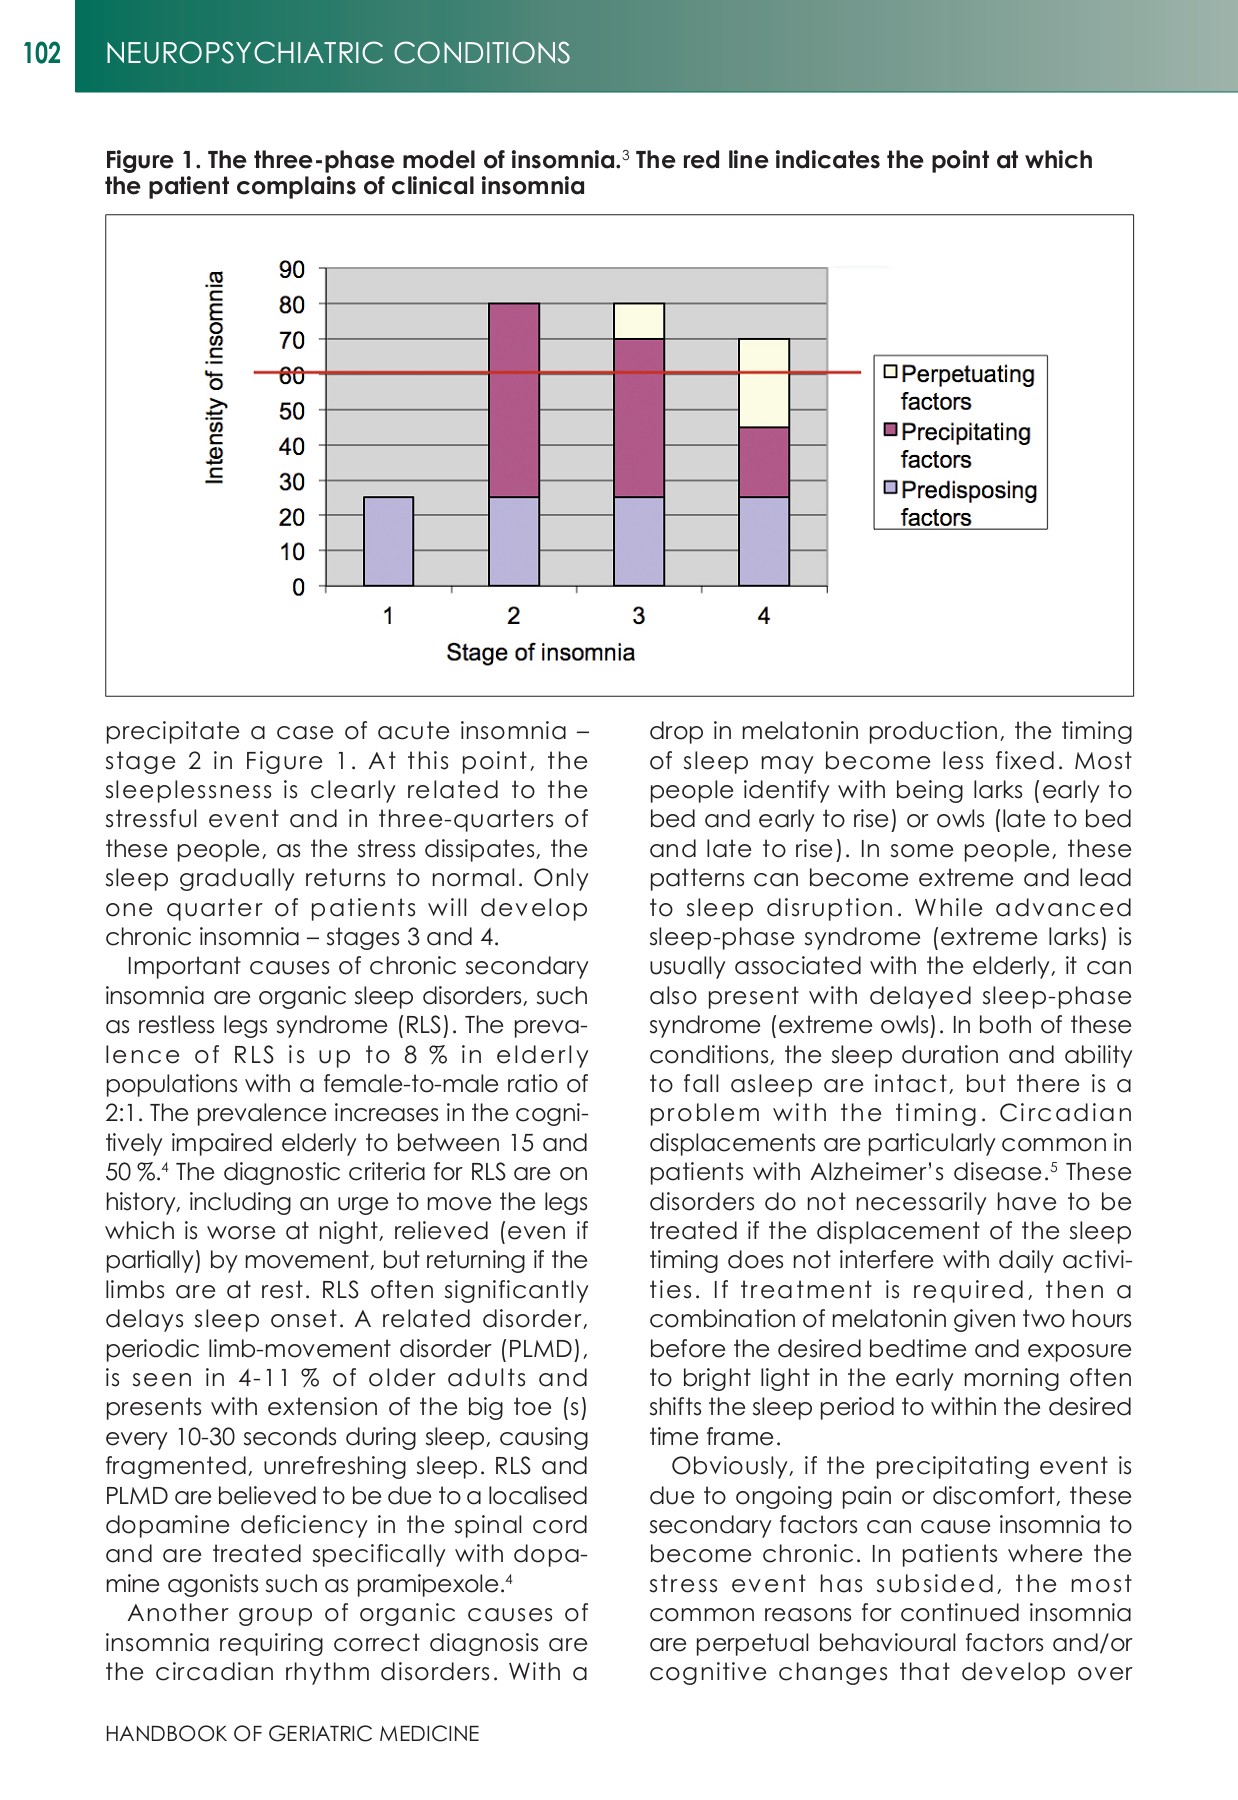 102
NEUROPSYCHIATRIC CONDITIONS
Figure 1. The three-phase model of insomnia.³ The red line indicates the point at which
the patient complains of clinical insomnia
Intensity of insomnia
90
80
70
60
50
40
30
20
10
0
1
2
3
4
Stage of insomnia
Perpetuating
factors
Precipitating
factors
Predisposing
factors
precipitate a case of acute insomnia –
stage 2 in Figure 1. At this point, the
sleeplessness is clearly related to the
stressful event and in three-quarters of
these people, as the stress dissipates, the
sleep gradually returns to normal. Only
one quarter of patients will develop
chronic insomnia – stages 3 and 4.
Important causes of chronic secondary
insomnia are organic sleep disorders, such
as restless legs syndrome (RLS). The preva-
lence of RLS is up to 8 % in elderly
populations with a female-to-male ratio of
2:1. The prevalence increases in the cogni-
tively impaired elderly to between 15 and
50 %.⁴ The diagnostic criteria for RLS are on
history, including an urge to move the legs
which is worse at night, relieved (even if
partially) by movement, but returning if the
limbs are at rest. RLS often significantly
delays sleep onset. A related disorder,
periodic limb-movement disorder (PLMD),
is seen in 4-11 % of older adults and
presents with extension of the big toe (s)
every 10-30 seconds during sleep, causing
fragmented, unrefreshing sleep. RLS and
PLMD are believed to be due to a localised
dopamine deficiency in the spinal cord
and are treated specifically with dopa-
mine agonists such as pramipexole.⁴
Another group of organic causes of
insomnia requiring correct diagnosis are
the circadian rhythm disorders. With a
drop in melatonin production, the timing
of sleep may become less fixed. Most
people identify with being larks (early to
bed and early to rise) or owls (late to bed
and late to rise). In some people, these
patterns can become extreme and lead
to sleep disruption. While advanced
sleep-phase syndrome (extreme larks) is
usually associated with the elderly, it can
also present with delayed sleep-phase
syndrome (extreme owls). In both of these
conditions, the sleep duration and ability
to fall asleep are intact, but there is a
problem with the timing. Circadian
displacements are particularly common in
patients with Alzheimer's disease.⁵ These
disorders do not necessarily have to be
treated if the displacement of the sleep
timing does not interfere with daily activi-
ties. If treatment is required, then a
combination of melatonin given two hours
before the desired bedtime and exposure
to bright light in the early morning often
shifts the sleep period to within the desired
time frame.
Obviously, if the precipitating event is
due to ongoing pain or discomfort, these
secondary factors can cause insomnia to
become chronic. In patients where the
stress event has subsided, the most
common reasons for continued insomnia
are perpetual behavioural factors and/or
cognitive changes that develop over
HANDBOOK OF GERIATRIC MEDICINE